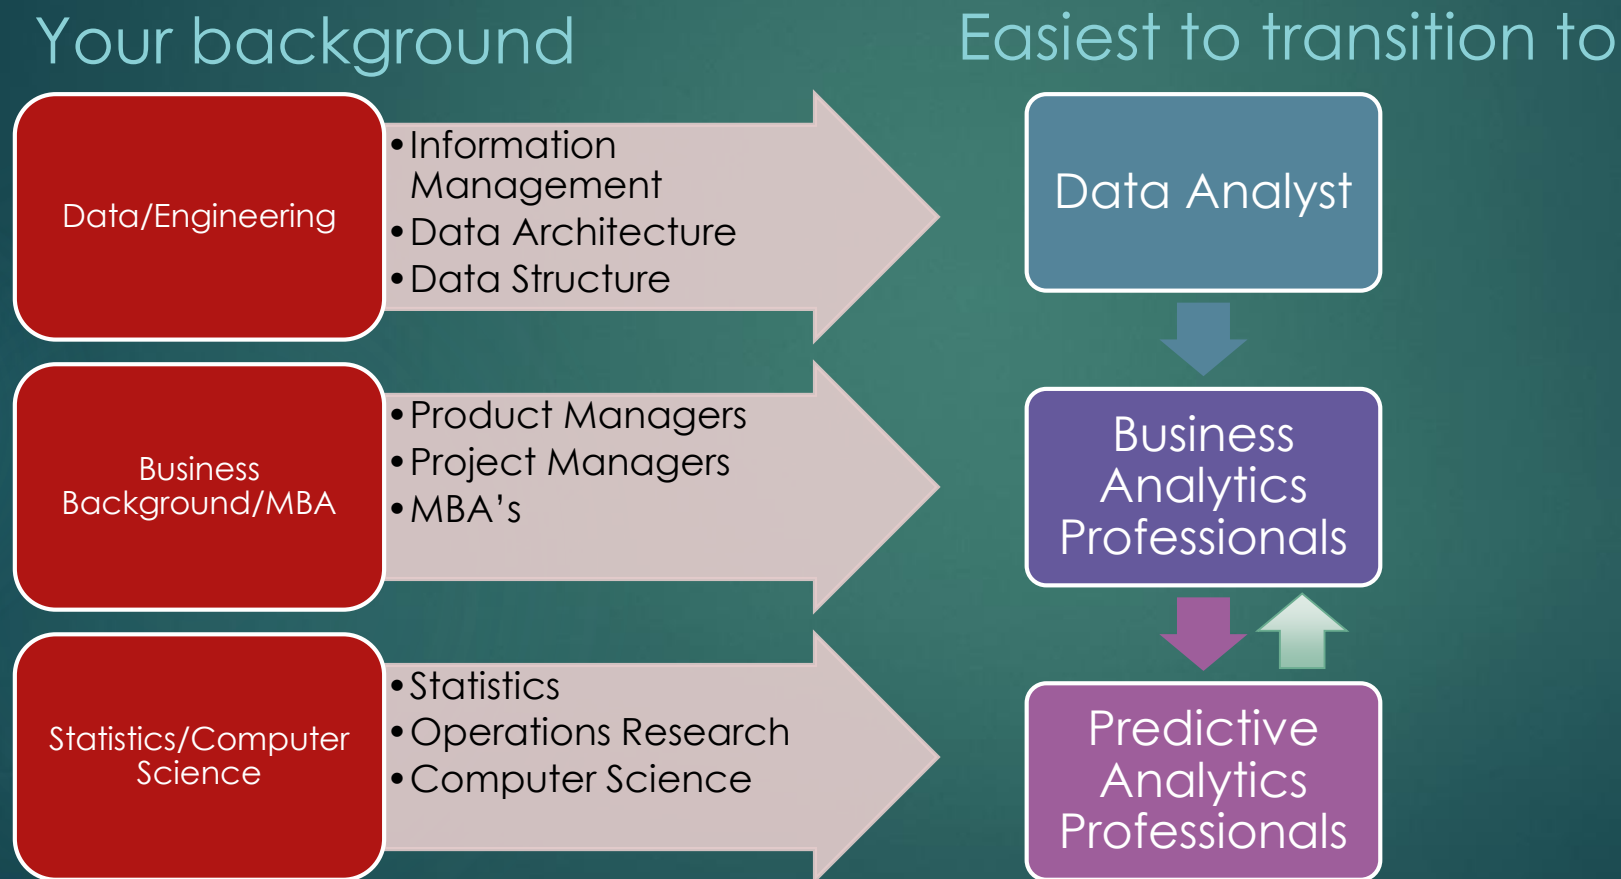 Your background
Easiest to transition to
Data/Engineering
•Information
Management
•Data Architecture
•Data Structure
Data Analyst
Business
Background/MBA
•Product Managers
•Project Managers
•MBA’s
Business
Analytics
Professionals
Statistics/Computer
Science
•Statistics
•Operations Research
•Computer Science
Predictive
Analytics
Professionals